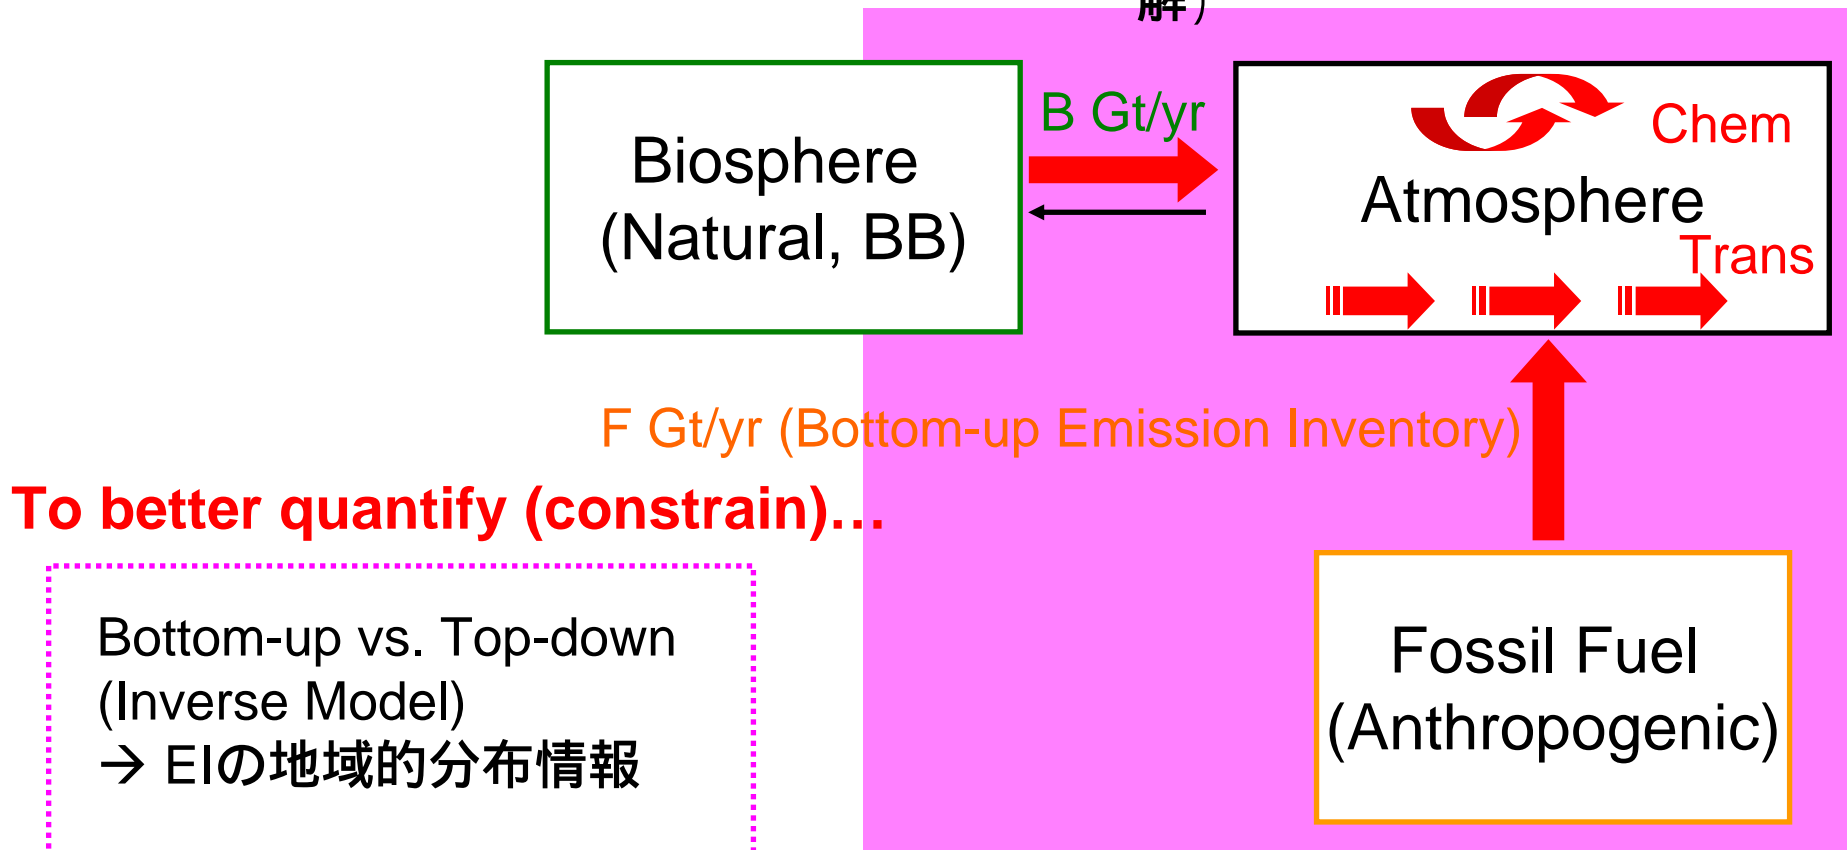 解)
B Gt/yr
Biosphere
(Natural, BB)
Chem
Atmosphere
Trans
F Gt/yr (Bottom-up Emission Inventory)
To better quantify (constrain)…
Bottom-up vs. Top-down
(Inverse Model)
→ EIの地域的分布情報
Fossil Fuel
(Anthropogenic)